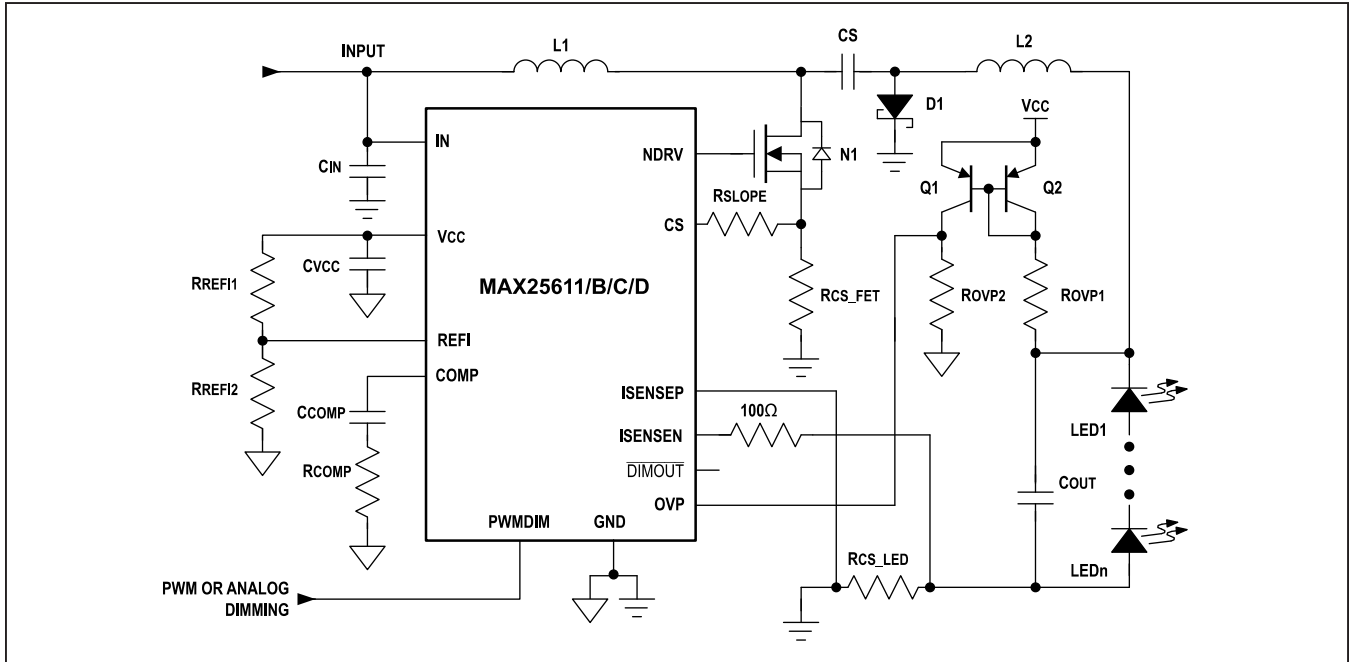 INPUT
L1
CS
L2
D1
VCC
IN
NDRV
N1
CIN
Q1
Q2
RSLOPE
CS
VCC
CVCC
RREFI1
MAX25611/B/C/D
RCS_FET
ROVP2
ROVP1
REFI
COMP
RREFI2
ISENSEP
CCOMP
100Ω
LED1
ISENSEN
RCOMP
DIMOUT
COUT
OVP
PWMDIM
GND
RCS_LED
LEDn
PWM OR ANALOG
DIMMING